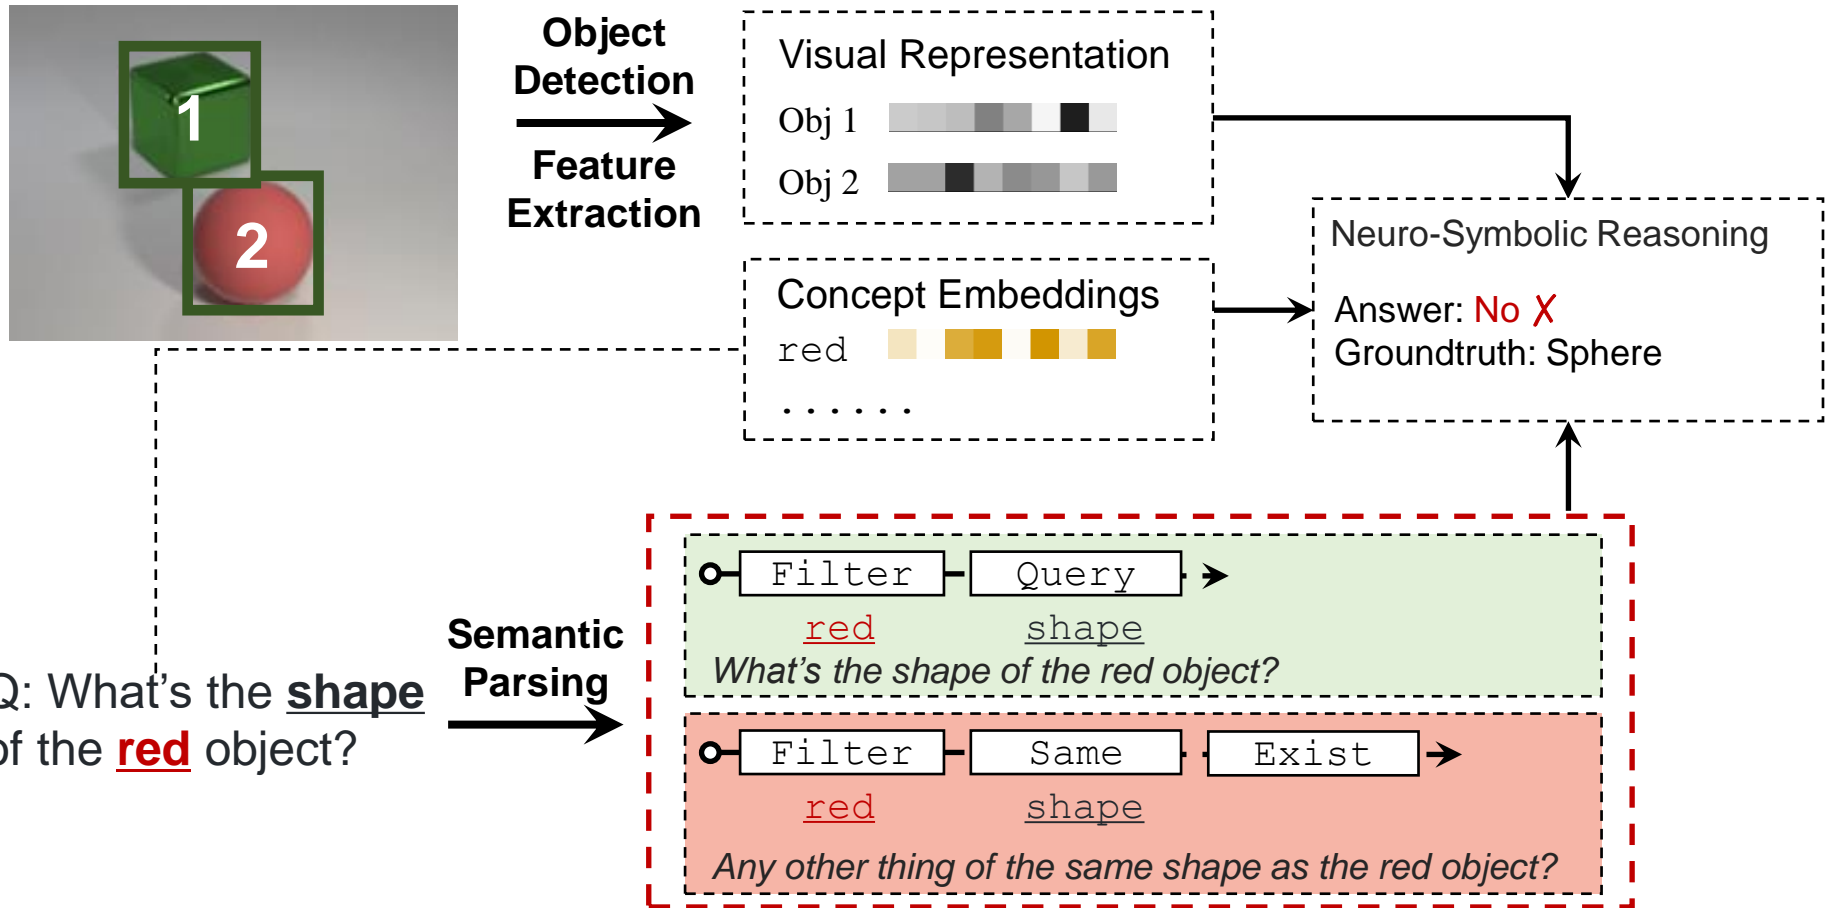 1
2
Object
Detection
Feature
Extraction
Visual Representation
Obj 1
Obj 2
Concept Embeddings
red
......
Neuro-Symbolic Reasoning
Answer: No ✗
Groundtruth: Sphere
Q: What's the shape
of the red object?
Semantic
Parsing
Filter Query
red shape
What's the shape of the red object?
Filter Same Exist
red shape
Any other thing of the same shape as the red object?